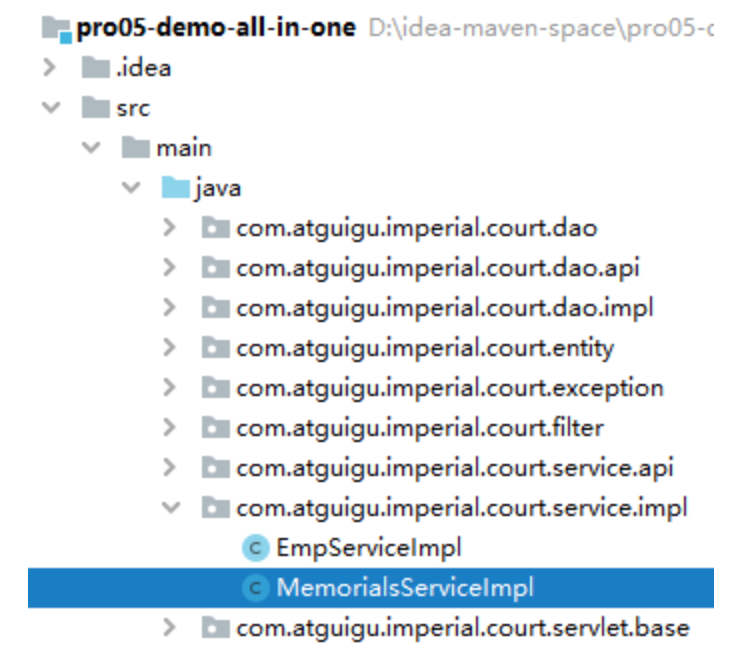 pro05-demo-all-in-one D:\idea-maven-space\pro05-
.idea
src
main
java
com.atguigu.imperial.court.dao
com.atguigu.imperial.court.dao.api
com.atguigu.imperial.court.dao.impl
com.atguigu.imperial.court.entity
com.atguigu.imperial.court.exception
com.atguigu.imperial.court.filter
com.atguigu.imperial.court.service.api
com.atguigu.imperial.court.service.impl
C EmpServiceImpl
C MemorialsServiceImpl
com.atguigu.imperial.court.servlet.base